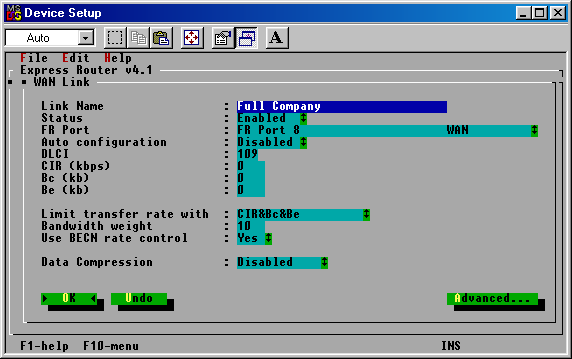 Device Setup
Auto A
File Edit Help
Express Router v4.1
WAN Link
Link Name : Full Company
Status : Enabled
FR Port : FR Port 8 WAN
Auto configuration : Disabled
DLCI : 109
CIR (kbps) : 0
Bc (kb) : 0
Be (kb) : 0
Limit transfer rate with : CIR&Bc&Be
Bandwidth weight : 10
Use BECN rate control : Yes
Data Compression : Disabled
OK Undo Advanced...
F1-help F10-menu INS